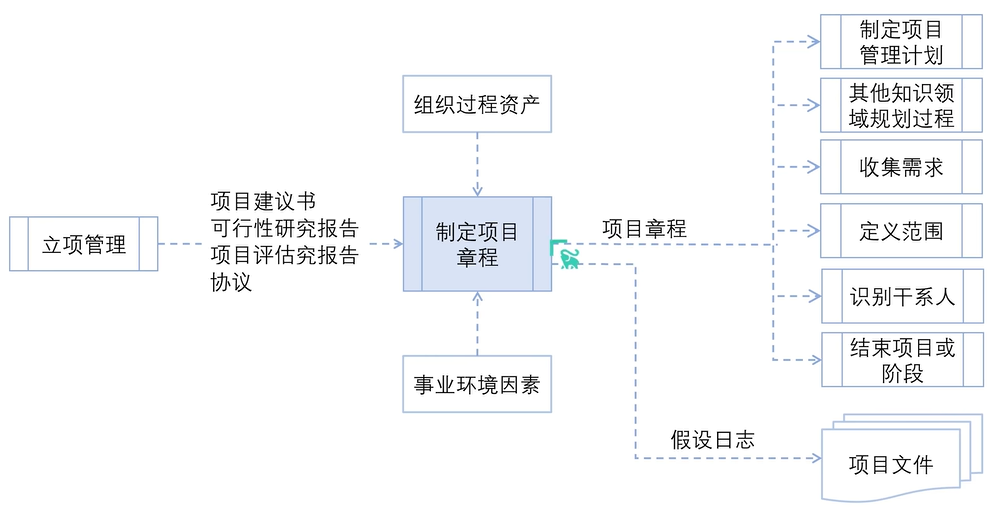 立项管理
项目建议书
可行性研究报告
项目评估究报告
协议
组织过程资产
制定项目
章程
事业环境因素
项目章程
假设日志
制定项目
管理计划
其他知识领
域规划过程
收集需求
定义范围
识别干系人
结束项目或
阶段
项目文件